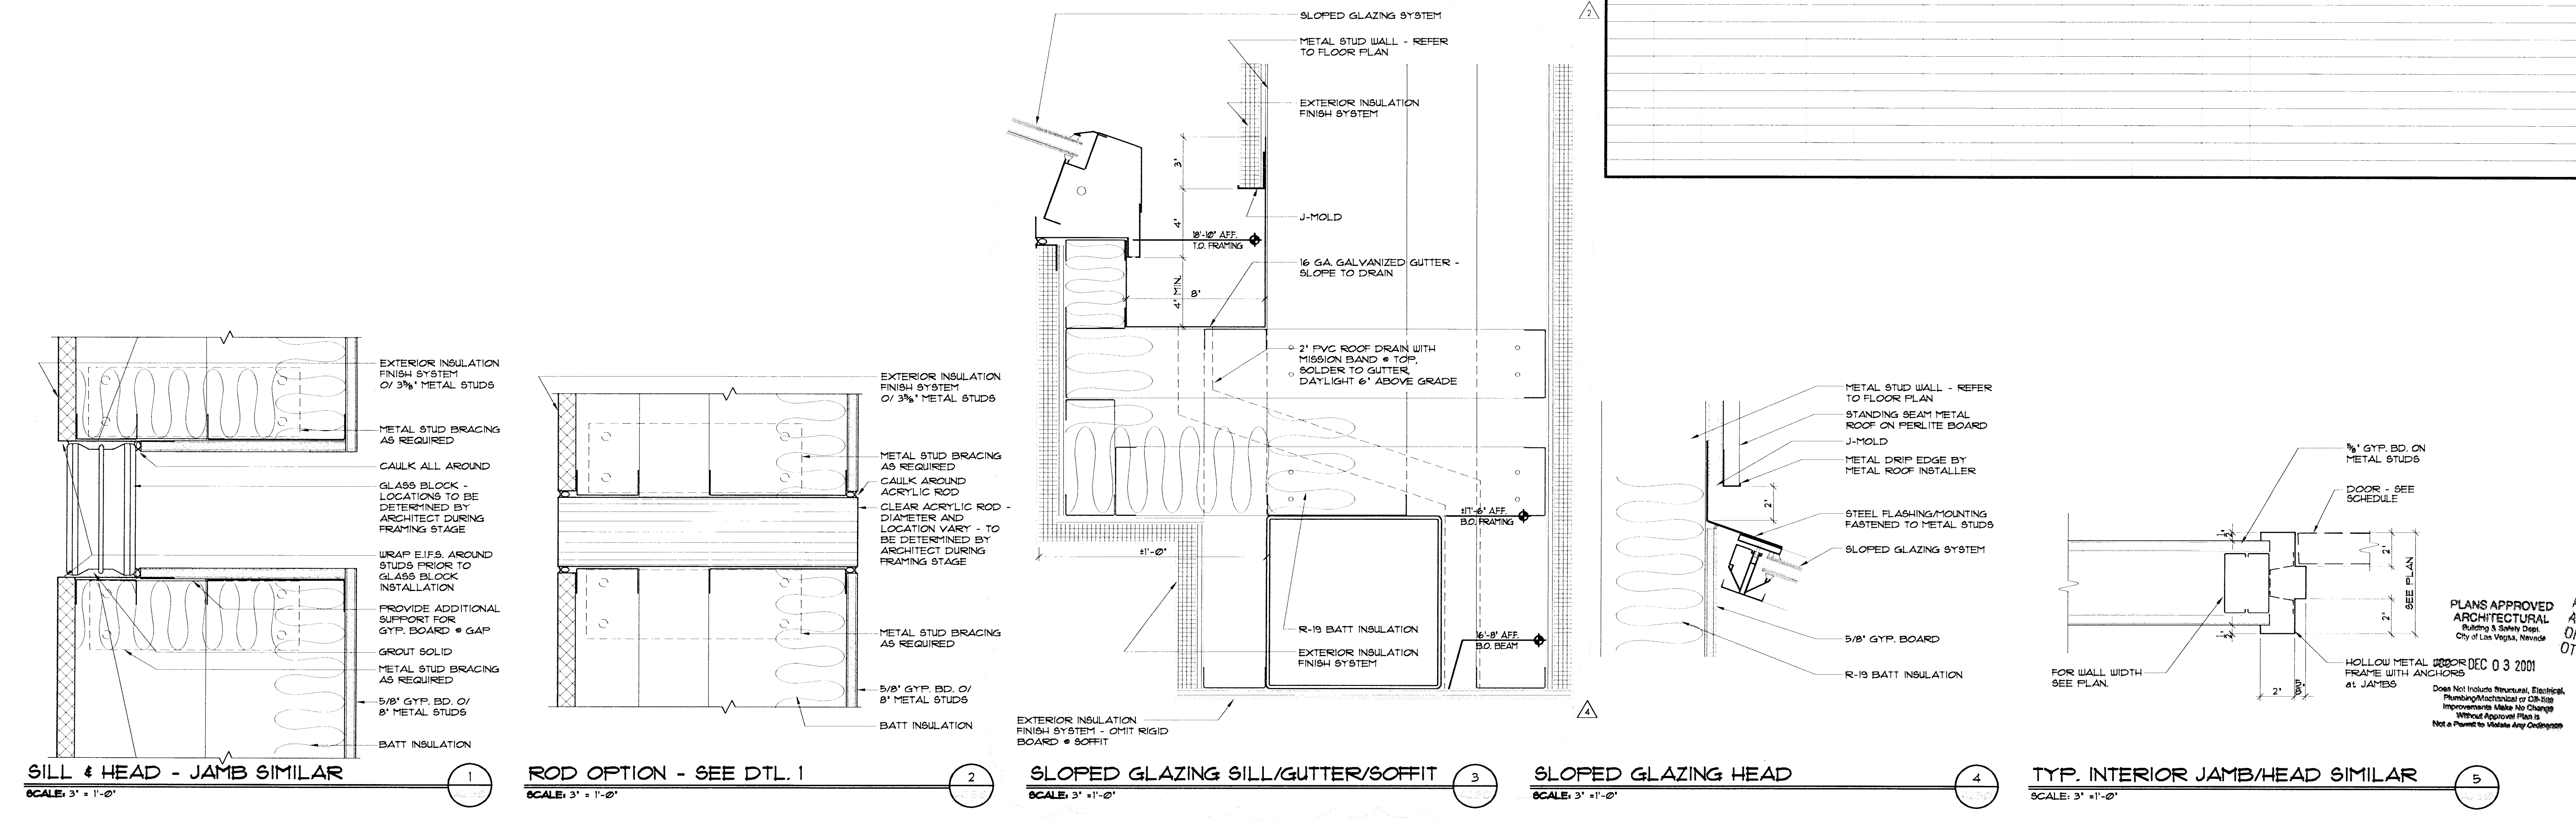 EXTERIOR INSULATION
FINISH SYSTEM
O/ 3⅝" METAL STUDS
METAL STUD BRACING
AS REQUIRED
CAULK ALL AROUND
GLASS BLOCK -
LOCATIONS TO BE
DETERMINED BY
ARCHITECT DURING
FRAMING STAGE
WRAP E.I.F.S. AROUND
STUDS PRIOR TO
GLASS BLOCK
INSTALLATION
PROVIDE ADDITIONAL
SUPPORT FOR
GYP. BOARD @ GAP
GROUT SOLID
METAL STUD BRACING
AS REQUIRED
5/8" GYP. BD. O/
8" METAL STUDS
BATT INSULATION
SILL & HEAD - JAMB SIMILAR
SCALE: 3" = 1'-0"
1
EXTERIOR INSULATION
FINISH SYSTEM
O/ 3⅝" METAL STUDS
METAL STUD BRACING
AS REQUIRED
CAULK AROUND
ACRYLIC ROD
CLEAR ACRYLIC ROD -
DIAMETER AND
LOCATION VARY - TO
BE DETERMINED BY
ARCHITECT DURING
FRAMING STAGE
METAL STUD BRACING
AS REQUIRED
5/8" GYP. BD. O/
8" METAL STUDS
BATT INSULATION
ROD OPTION - SEE DTL. 1
SCALE: 3" = 1'-0"
2
SLOPED GLAZING SYSTEM
METAL STUD WALL - REFER
TO FLOOR PLAN
EXTERIOR INSULATION
FINISH SYSTEM
3"
J-MOLD
4"
18'-10" A.F.F.
T.O. FRAMING
16 GA. GALVANIZED GUTTER -
SLOPE TO DRAIN
4" MIN.
8"
2" PVC ROOF DRAIN WITH
MISSION BAND @ TOP,
SOLDER TO GUTTER,
DAYLIGHT 6" ABOVE GRADE
±17'-6" A.F.F.
B.O. FRAMING
±1'-0"
R-19 BATT INSULATION
16'-8" A.F.F.
B.O. BEAM
EXTERIOR INSULATION
FINISH SYSTEM
EXTERIOR INSULATION
FINISH SYSTEM - OMIT RIGID
BOARD @ SOFFIT
SLOPED GLAZING SILL/GUTTER/SOFFIT
SCALE: 3" =1'-0"
3
2
4
METAL STUD WALL - REFER
TO FLOOR PLAN
STANDING SEAM METAL
ROOF ON PERLITE BOARD
J-MOLD
METAL DRIP EDGE BY
METAL ROOF INSTALLER
2"
STEEL FLASHING/MOUNTING
FASTENED TO METAL STUDS
SLOPED GLAZING SYSTEM
5/8" GYP. BOARD
R-19 BATT INSULATION
SLOPED GLAZING HEAD
SCALE: 3" =1'-0"
4
⅝" GYP. BD. ON
METAL STUDS
DOOR - SEE
SCHEDULE
2"
SEE PLAN
2"
FOR WALL WIDTH
SEE PLAN.
HOLLOW METAL DOOR
FRAME WITH ANCHORS
at JAMBS
2"
PLANS APPROVED
ARCHITECTURAL
Building & Safety Dept.
City of Las Vegas, Nevada
DEC 03 2001
Does Not Include Structural, Electrical,
Plumbing/Mechanical or Off-Site
Improvements Make No Change
Without Approval Plan is
Not a Permit to Violate Any Ordinance
TYP. INTERIOR JAMB/HEAD SIMILAR
SCALE: 3" =1'-0"
5